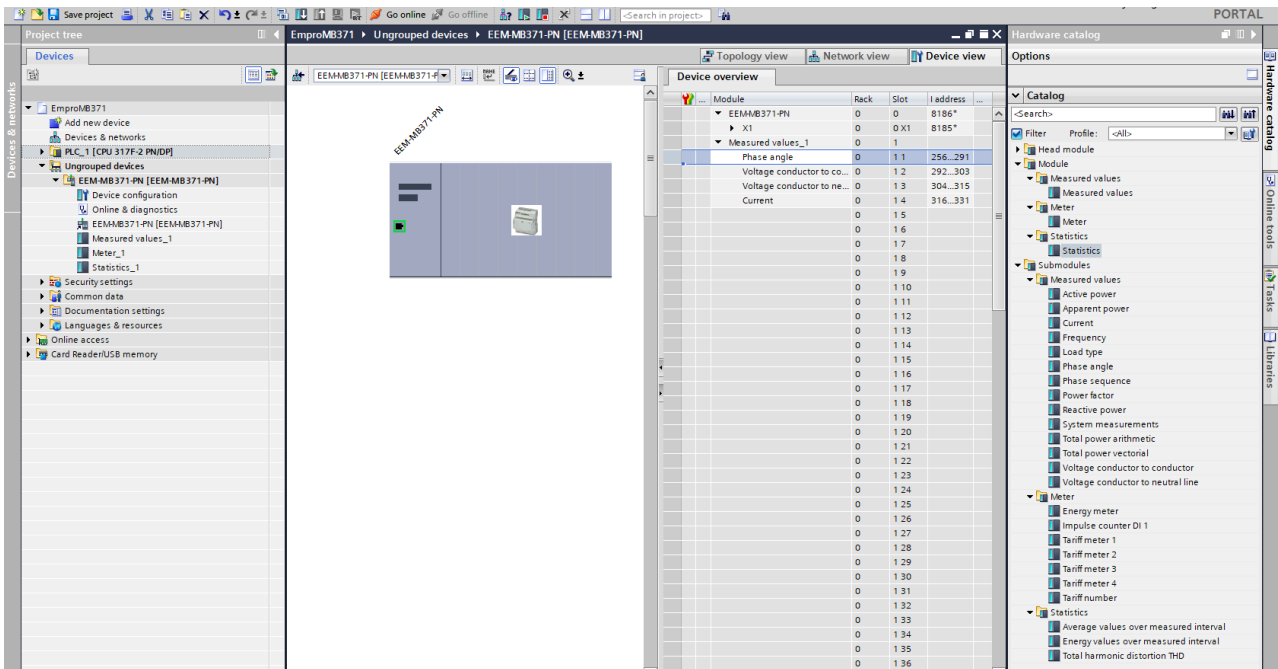 PORTAL
Save project
Go online
Go offline
<Search in project>
Project tree
Devices
EmproMB371
Add new device
Devices & networks
PLC_1 [CPU 317F-2 PN/DP]
Ungrouped devices
EEM-MB371-PN [EEM-MB371-PN]
Device configuration
Online & diagnostics
EEM-MB371-PN [EEM-MB371-PN]
Measured values_1
Meter_1
Statistics_1
Security settings
Common data
Documentation settings
Languages & resources
Online access
Card Reader/USB memory
Devices & networks
EmproMB371 Ungrouped devices EEM-MB371-PN [EEM-MB371-PN]
Topology view Network view Device view
EEM-MB371-PN
Device overview
... Module Rack Slot I address ...
EEM-MB371-PN 0 0 8186*
X1 0 0 X1 8185*
Measured values_1 0 1
Phase angle 0 1 1 256...291
Voltage conductor to co... 0 1 2 292...303
Voltage conductor to ne... 0 1 3 304...315
Current 0 1 4 316...331
0 1 5
0 1 6
0 1 7
0 1 8
0 1 9
0 1 10
0 1 11
0 1 12
0 1 13
0 1 14
0 1 15
0 1 16
0 1 17
0 1 18
0 1 19
0 1 20
0 1 21
0 1 22
0 1 23
0 1 24
0 1 25
0 1 26
0 1 27
0 1 28
0 1 29
0 1 30
0 1 31
0 1 32
0 1 33
0 1 34
0 1 35
0 1 36
Hardware catalog
Options
Catalog
<Search>
Filter Profile: <All>
Head module
Module
Measured values
Measured values
Meter
Meter
Statistics
Statistics
Submodules
Measured values
Active power
Apparent power
Current
Frequency
Load type
Phase angle
Phase sequence
Power factor
Reactive power
System measurements
Total power arithmetic
Total power vectorial
Voltage conductor to conductor
Voltage conductor to neutral line
Meter
Energy meter
Impulse counter DI 1
Tariff meter 1
Tariff meter 2
Tariff meter 3
Tariff meter 4
Tariff number
Statistics
Average values over measured interval
Energy values over measured interval
Total harmonic distortion THD
Hardware catalog
Online tools
Tasks
Libraries